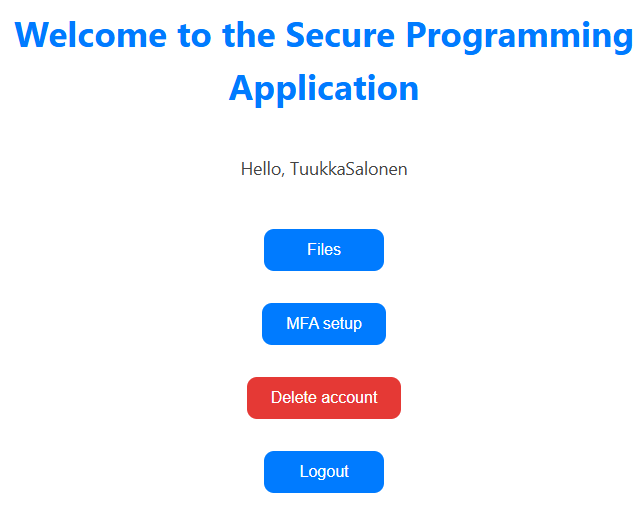 Welcome to the Secure Programming
Application
Hello, TuukkaSalonen
Files
MFA setup
Delete account
Logout